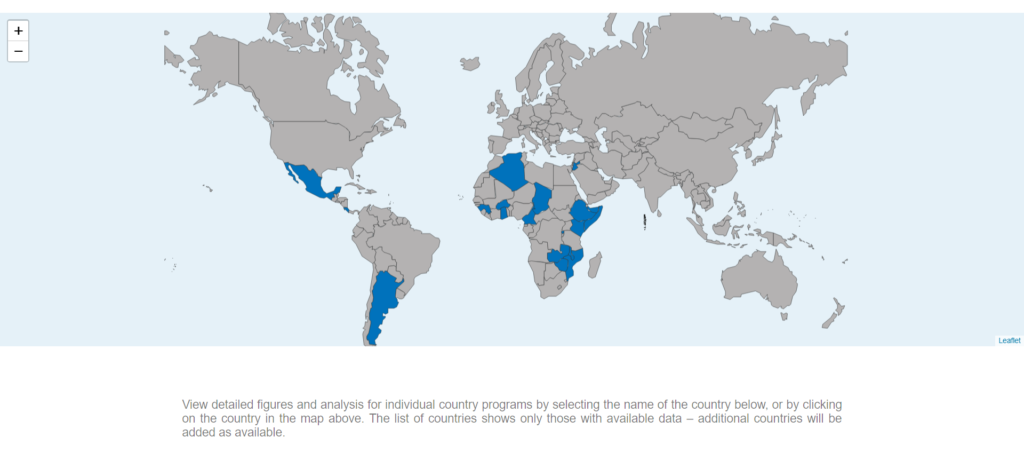 +
−
Leaflet
View detailed figures and analysis for individual country programs by selecting the name of the country below, or by clicking
on the country in the map above. The list of countries shows only those with available data – additional countries will be
added as available.